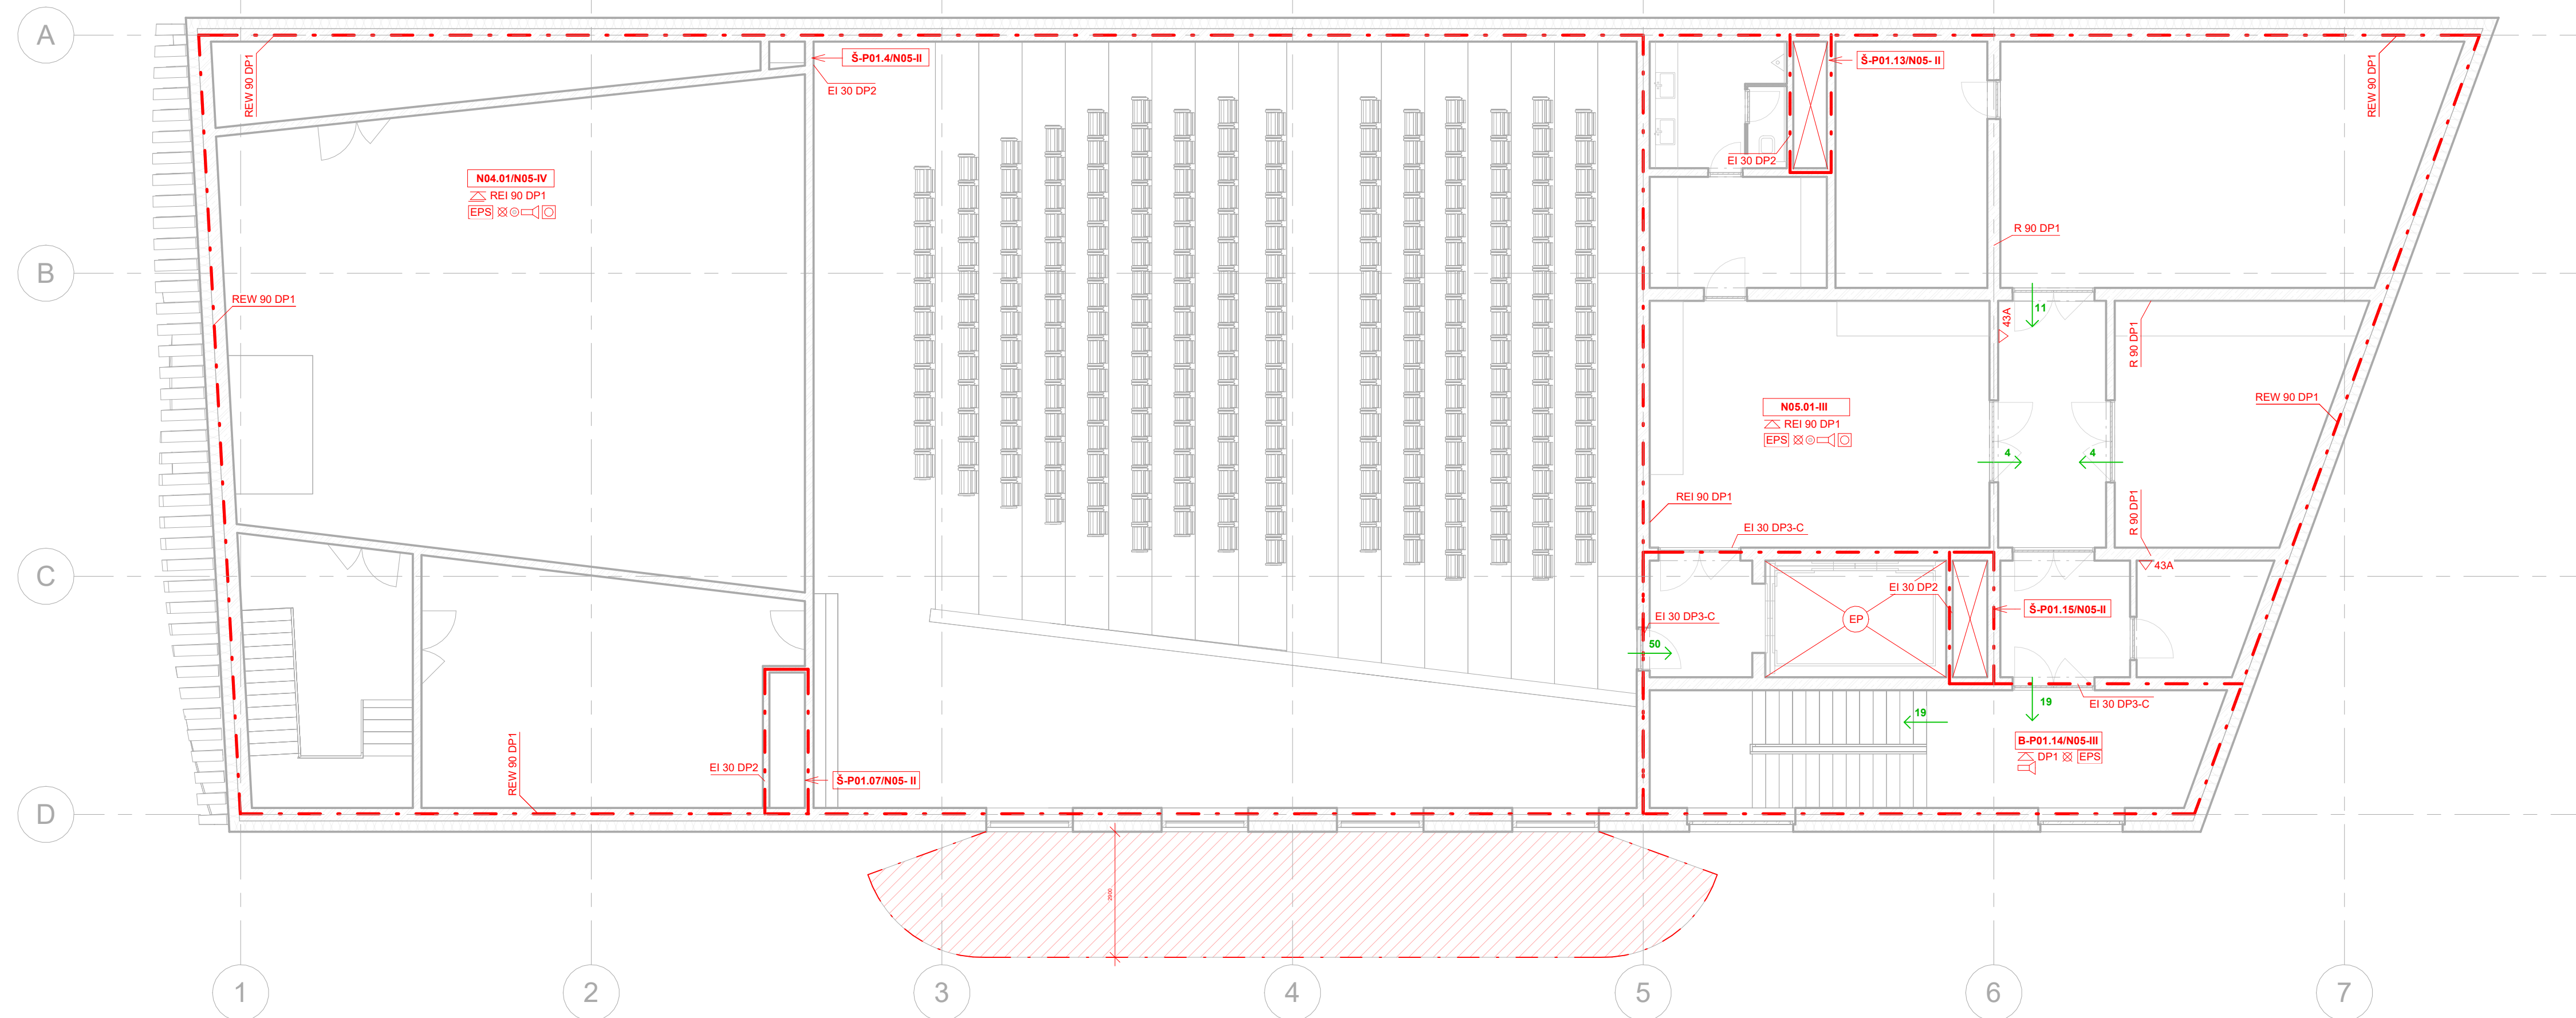 A
B
C
D
REW 90 DP1
Š-P01.4/N05-II
EI 30 DP2
N04.01/N05-IV
REI 90 DP1
EPS
REW 90 DP1
Š-P01.13/N05- II
EI 30 DP2
REW 90 DP1
R 90 DP1
11
43A
R 90 DP1
REW 90 DP1
N05.01-III
REI 90 DP1
EPS
4
4
REI 90 DP1
EI 30 DP3-C
R 90 DP1
43A
EI 30 DP2
EP
Š-P01.15/N05-II
EI 30 DP3-C
50
19
19
EI 30 DP3-C
B-P01.14/N05-III
DP1
EPS
REW 90 DP1
EI 30 DP2
Š-P01.07/N05- II
2900
1
2
3
4
5
6
7